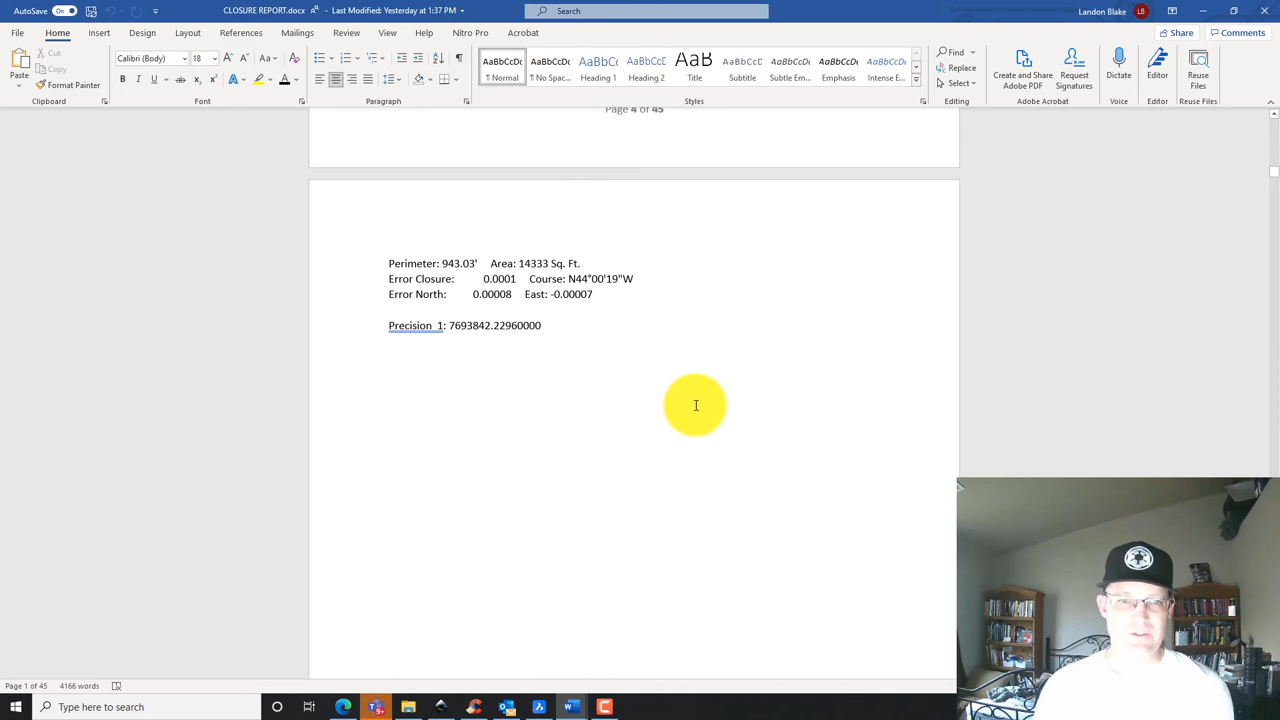 AutoSave On CLOSURE REPORT.docx Last Modified: Yesterday at 1:37 PM Search Landon Blake LB
File Home Insert Design Layout References Mailings Review View Help Nitro Pro Acrobat Share Comments
Paste Cut Copy Format Painter
Calibri (Body) 18
AaBbCcDc AaBbCcDc AaBbC AaBbCcD AaB AaBbCcD AaBbCcDc AaBbCcDc AaBbCcDc
¶ Normal ¶ No Spac... Heading 1 Heading 2 Title Subtitle Subtle Em... Emphasis Intense E...
Find Replace Select
Create and Share Adobe PDF Request Signatures Dictate Editor Reuse Files
Clipboard Font Paragraph Styles Editing Adobe Acrobat Voice Editor Reuse Files
Page 4 of 45
Perimeter: 943.03' Area: 14333 Sq. Ft.
Error Closure: 0.0001 Course: N44°00'19"W
Error North: 0.00008 East: -0.00007
Precision 1: 7693842.22960000
Page 1 of 45 4166 words
Type here to search